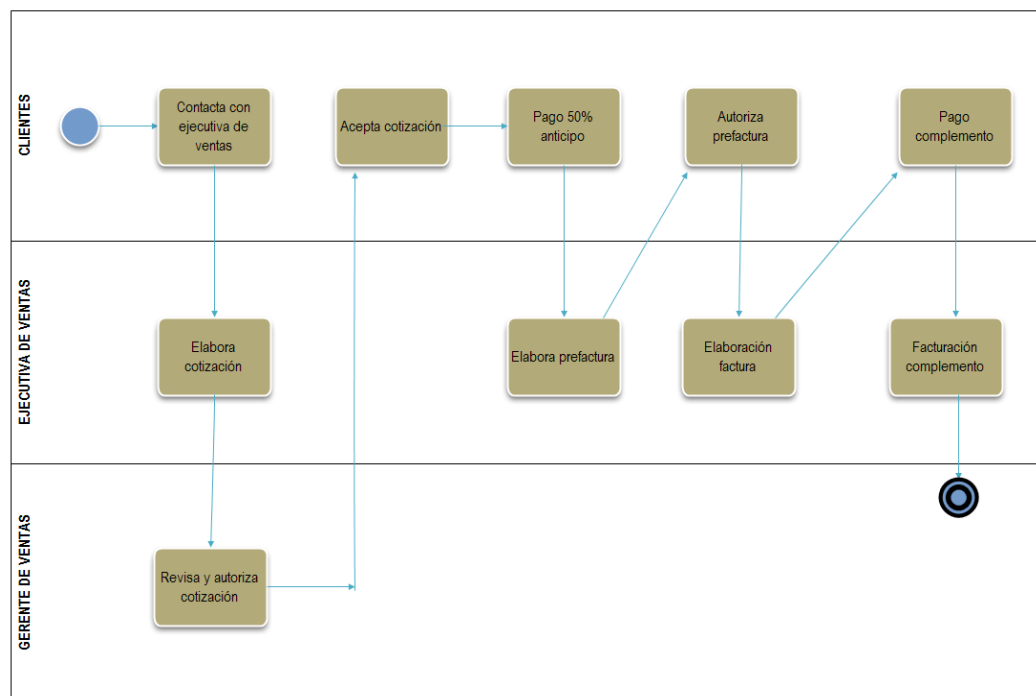 CLIENTES
Contacta con
ejecutiva de
ventas
Acepta cotización
Pago 50%
anticipo
Autoriza
prefactura
Pago
complemento
EJECUTIVA DE VENTAS
Elabora
cotización
Elabora prefactura
Elaboración
factura
Facturación
complemento
GERENTE DE VENTAS
Revisa y autoriza
cotización